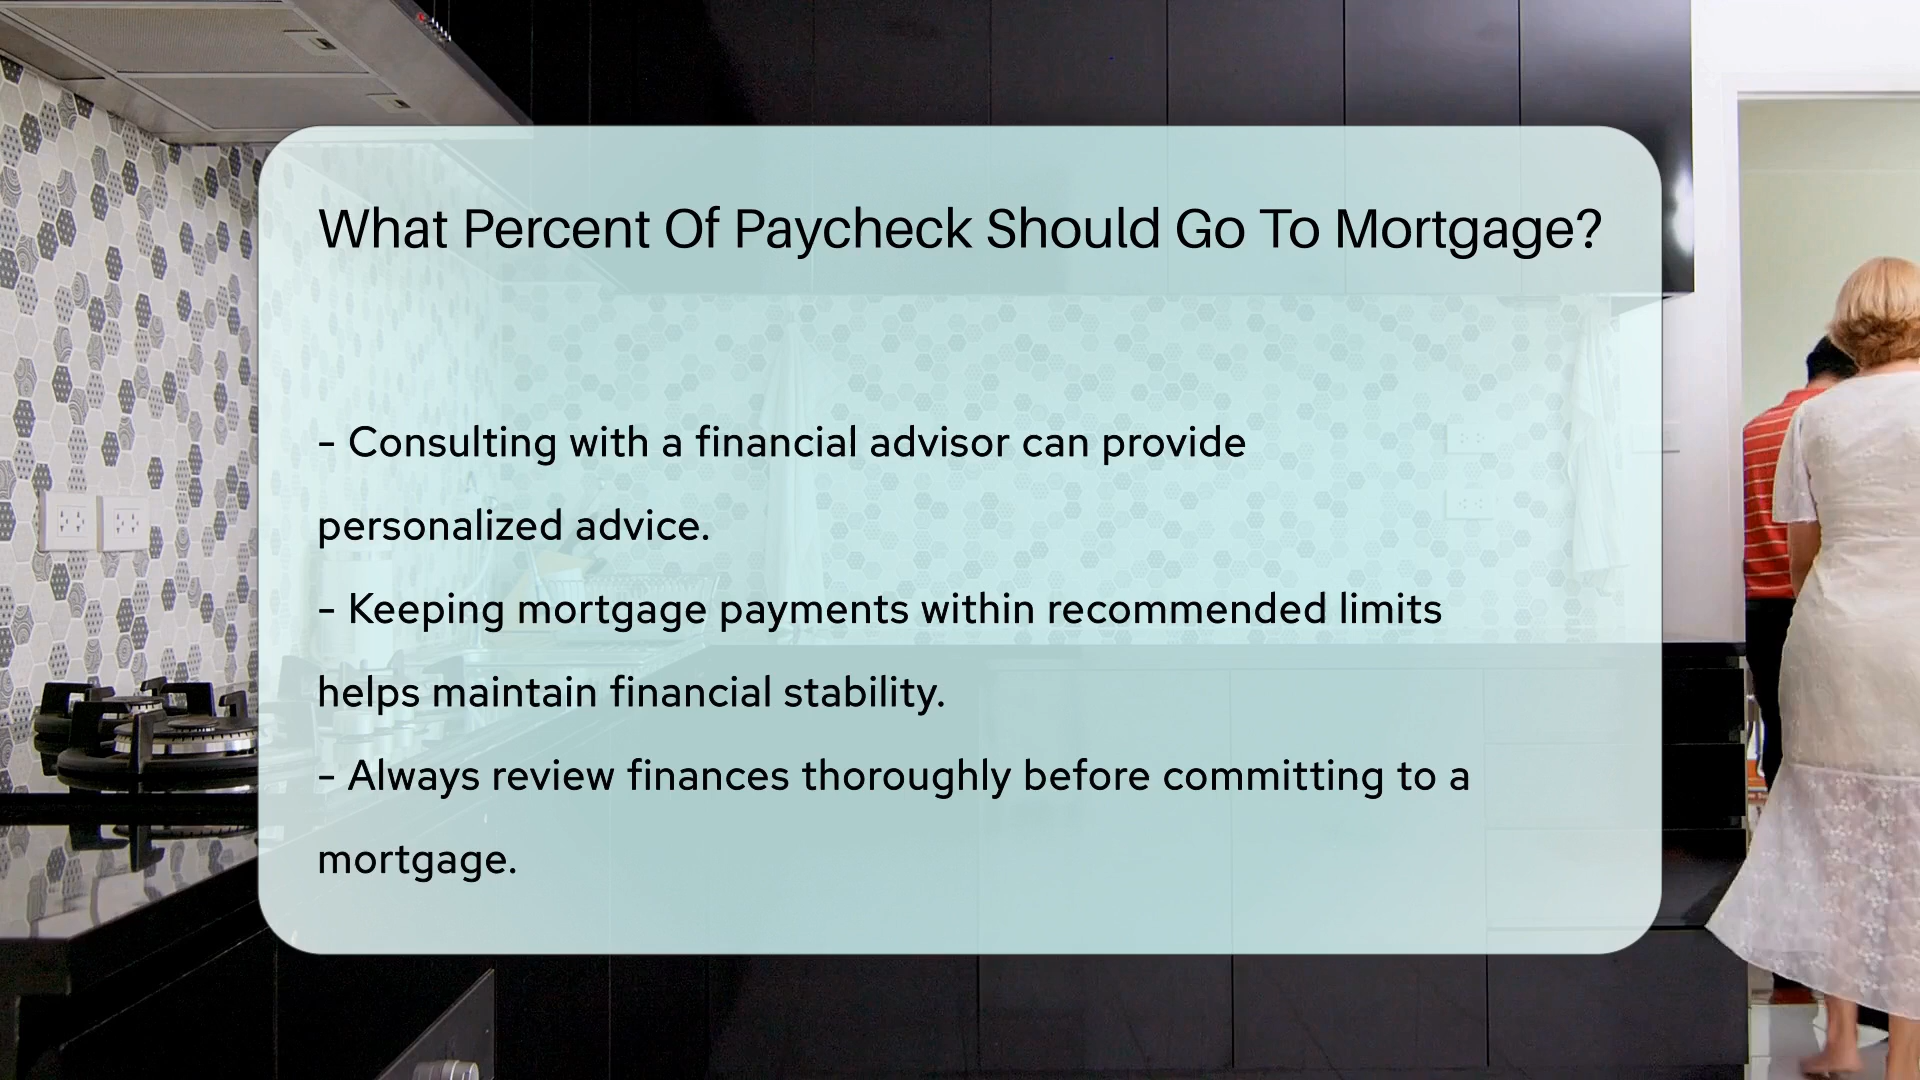 What Percent Of Paycheck Should Go To Mortgage?
- Consulting with a financial advisor can provide
personalized advice.
- Keeping mortgage payments within recommended limits
helps maintain financial stability.
- Always review finances thoroughly before committing to a
mortgage.